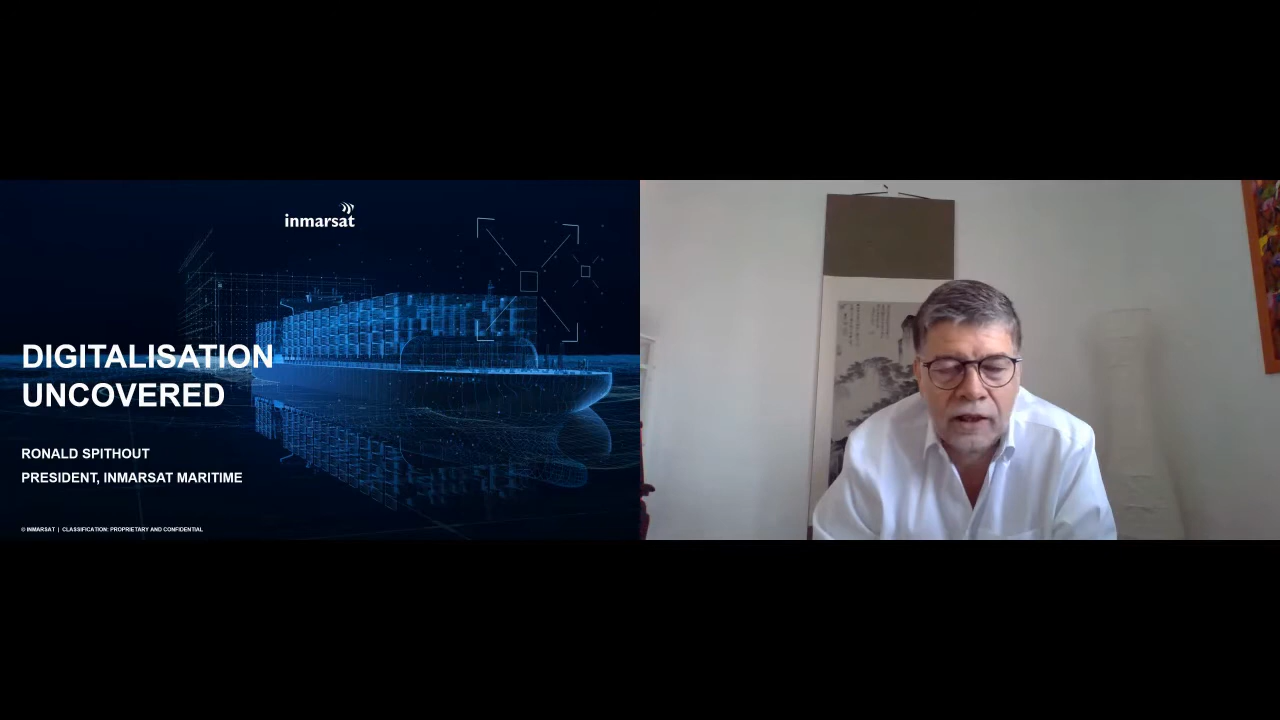 inmarsat
DIGITALISATION
UNCOVERED
RONALD SPITHOUT
PRESIDENT, INMARSAT MARITIME
© INMARSAT | CLASSIFICATION: PROPRIETARY AND CONFIDENTIAL